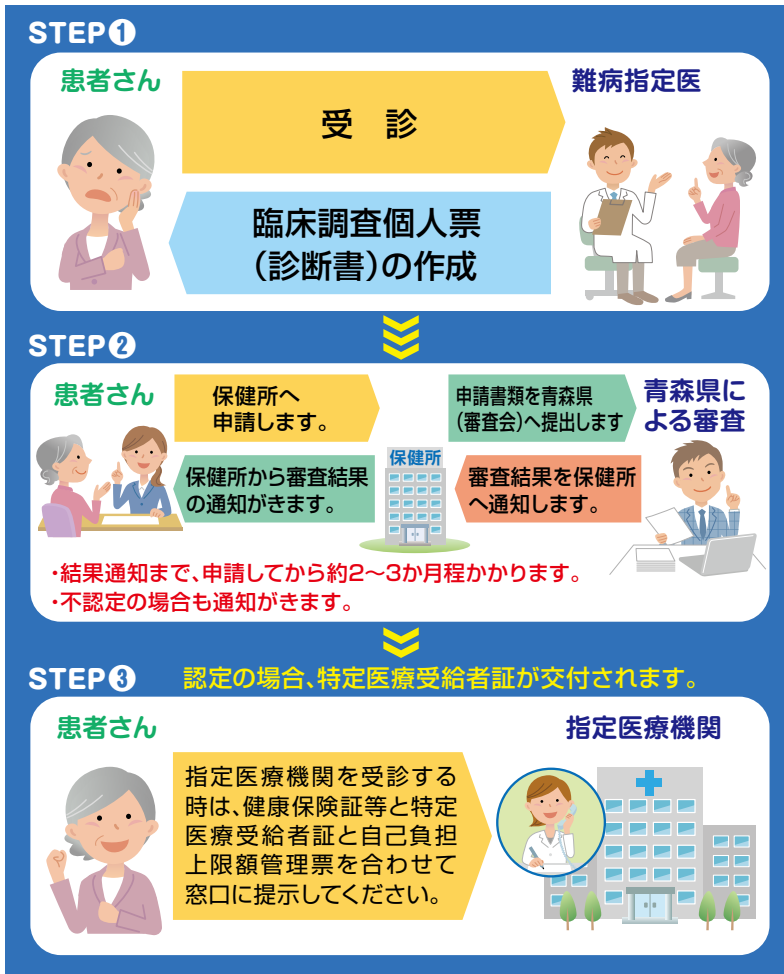 STEP❶
患者さん
難病指定医
受　診
臨床調査個人票
(診断書)の作成
STEP❷
患者さん
保健所へ
申請します。
申請書類を青森県
(審査会)へ提出します
青森県に
よる審査
保健所から審査結果
の通知がきます。
保健所
審査結果を保健所
へ通知します。
・結果通知まで、申請してから約2〜3か月程かかります。
・不認定の場合も通知がきます。
STEP❸
認定の場合、特定医療受給者証が交付されます。
患者さん
指定医療機関
指定医療機関を受診する
時は、健康保険証等と特定
医療受給者証と自己負担
上限額管理票を合わせて
窓口に提示してください。